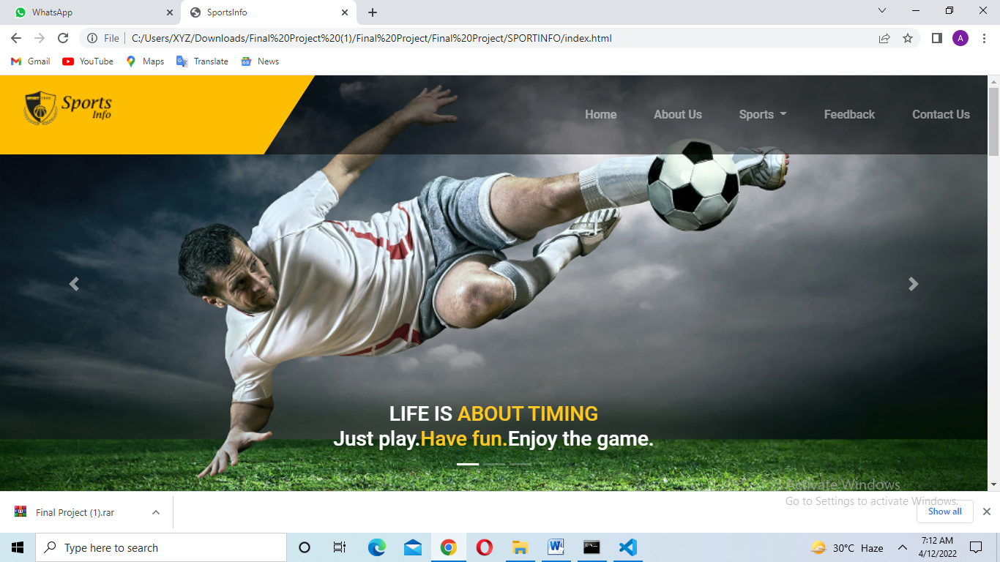 WhatsApp
SportsInfo
File
C:/Users/XYZ/Downloads/Final%20Project%20(1)/Final%20Project/Final%20Project/SPORTINFO/index.html
A
Gmail
YouTube
Maps
Translate
News
Sports
Info
Home
About Us
Sports
Feedback
Contact Us
LIFE IS ABOUT TIMING
Just play.Have fun.Enjoy the game.
Activate Windows
Go to Settings to activate Windows.
Final Project (1).rar
Show all
Type here to search
30°C Haze
7:12 AM
4/12/2022